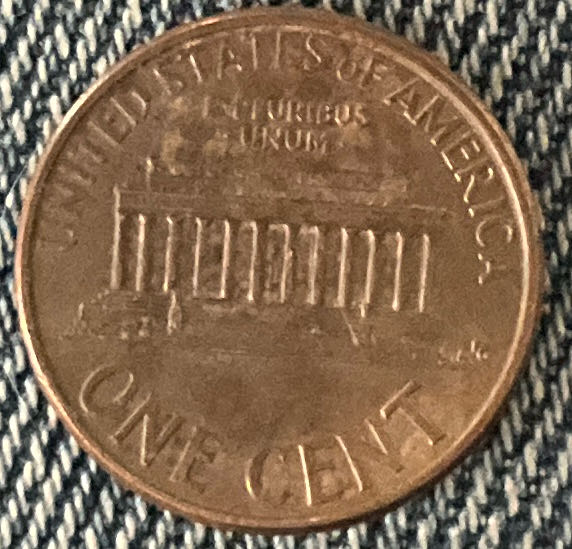 UNITED STATES OF AMERICA
E PLURIBUS
UNUM
ONE CENT